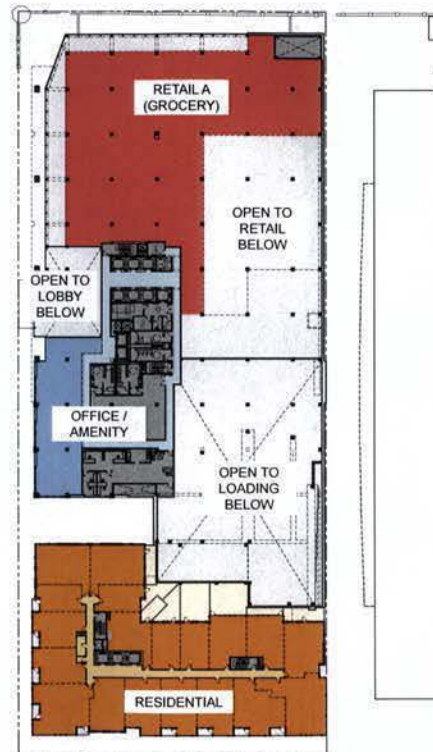 RETAIL A
(GROCERY)
OPEN TO
RETAIL
BELOW
OPEN TO
LOBBY
BELOW
OFFICE /
AMENITY
OPEN TO
LOADING
BELOW
RESIDENTIAL